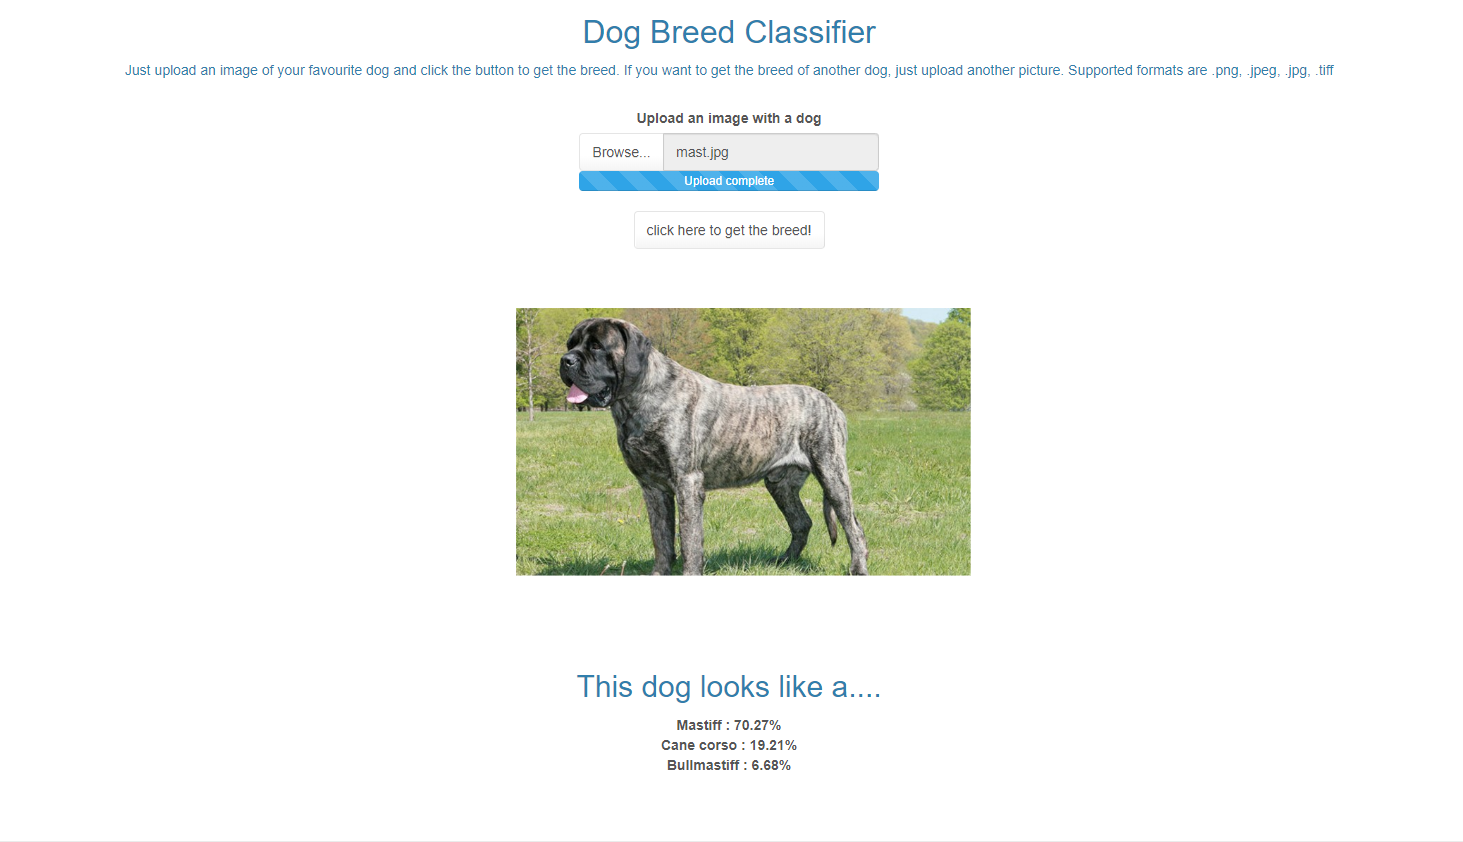 Dog Breed Classifier
Just upload an image of your favourite dog and click the button to get the breed. If you want to get the breed of another dog, just upload another picture. Supported formats are .png, .jpeg, .jpg, .tiff
Upload an image with a dog
Browse... mast.jpg
Upload complete
click here to get the breed!
This dog looks like a....
Mastiff : 70.27%
Cane corso : 19.21%
Bullmastiff : 6.68%